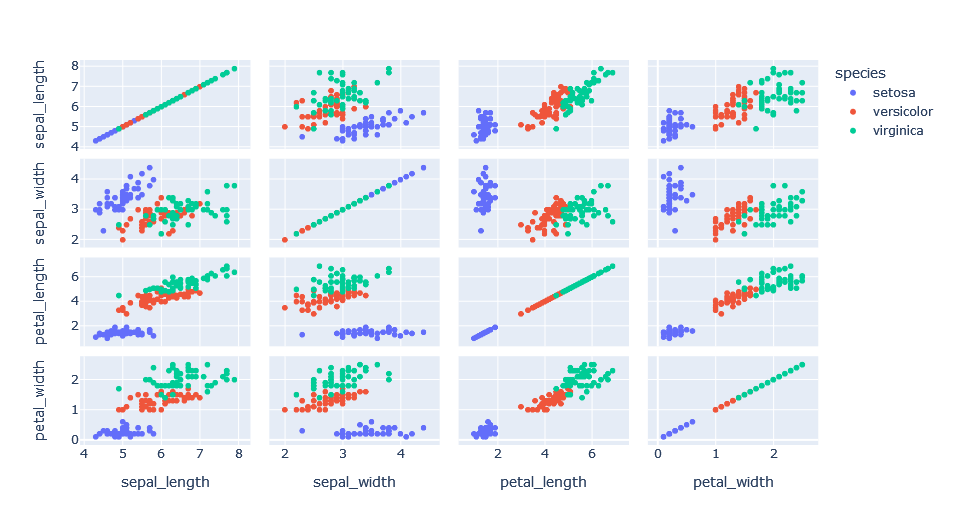 sepal_length
8
7
6
5
4
species
setosa
versicolor
virginica
sepal_width
4
3
2
petal_length
6
4
2
petal_width
2
1
0
4 5 6 7 8
2 3 4
2 4 6
0 1 2
sepal_length sepal_width petal_length petal_width